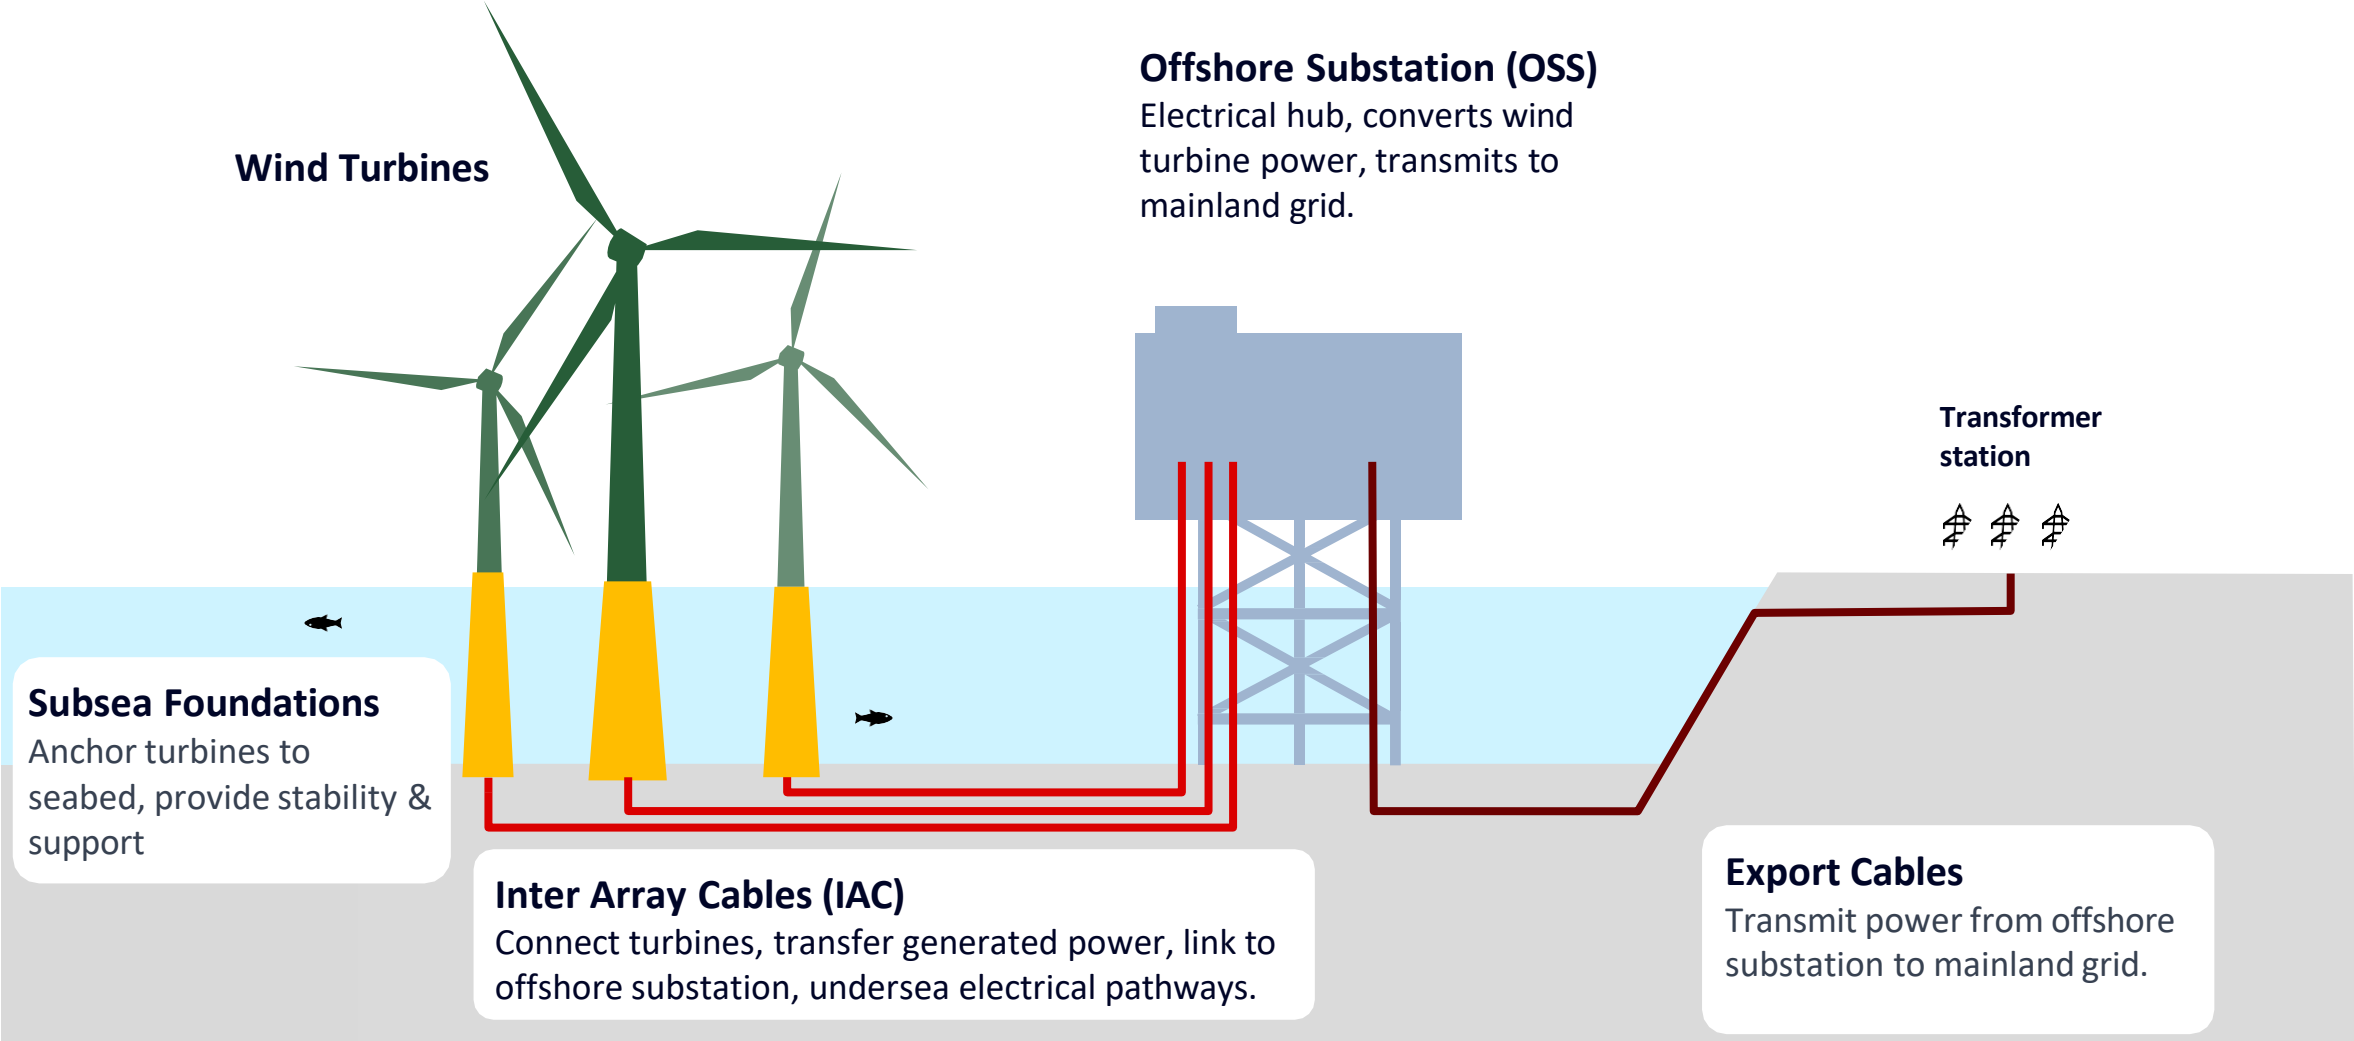 Wind Turbines
Offshore Substation (OSS)
Electrical hub, converts wind
turbine power, transmits to
mainland grid.
Transformer
station
Subsea Foundations
Anchor turbines to
seabed, provide stability &
support
Inter Array Cables (IAC)
Connect turbines, transfer generated power, link to
offshore substation, undersea electrical pathways.
Export Cables
Transmit power from offshore
substation to mainland grid.